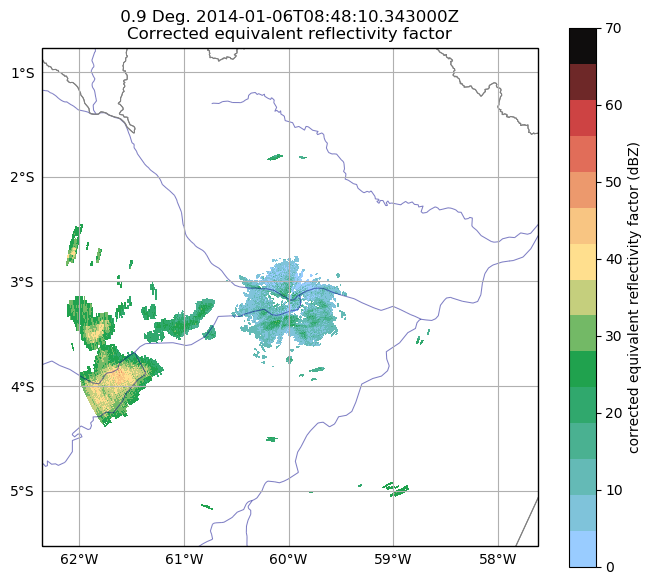 0.9 Deg. 2014-01-06T08:48:10.343000Z
Corrected equivalent reflectivity factor
1°S
2°S
3°S
4°S
5°S
62°W 61°W 60°W 59°W 58°W
70
60
50
40
30
20
10
0
corrected equivalent reflectivity factor (dBZ)